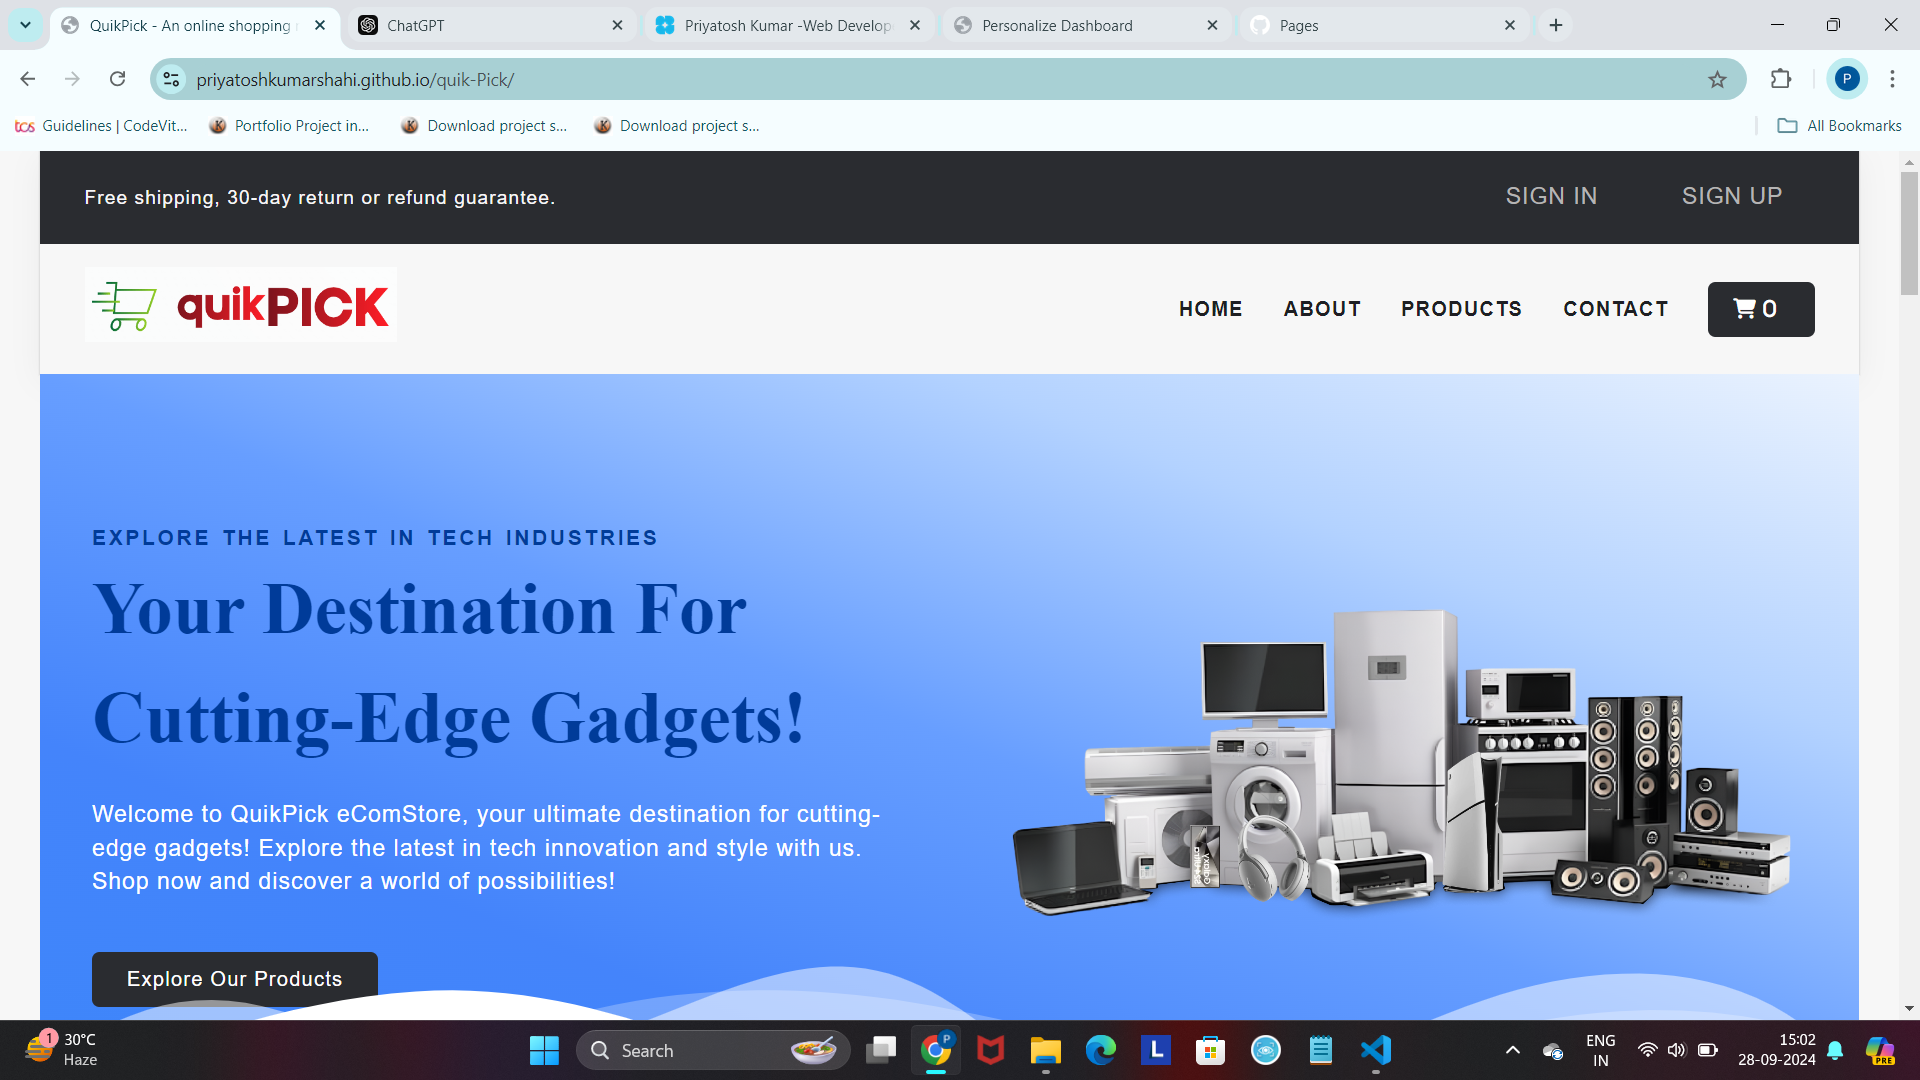 QuikPick - An online shopping
ChatGPT
Priyatosh Kumar -Web Develop
Personalize Dashboard
Pages
priyatoshkumarshahi.github.io/quik-Pick/
P
tcs Guidelines | CodeVit...
Portfolio Project in...
Download project s...
Download project s...
All Bookmarks
Free shipping, 30-day return or refund guarantee.
SIGN IN
SIGN UP
quikPICK
HOME
ABOUT
PRODUCTS
CONTACT
0
EXPLORE THE LATEST IN TECH INDUSTRIES
Your Destination For
Cutting-Edge Gadgets!
Welcome to QuikPick eComStore, your ultimate destination for cutting-
edge gadgets! Explore the latest in tech innovation and style with us.
Shop now and discover a world of possibilities!
Explore Our Products
1
30°C
Haze
Search
P
L
ENG
IN
15:02
28-09-2024
PRE